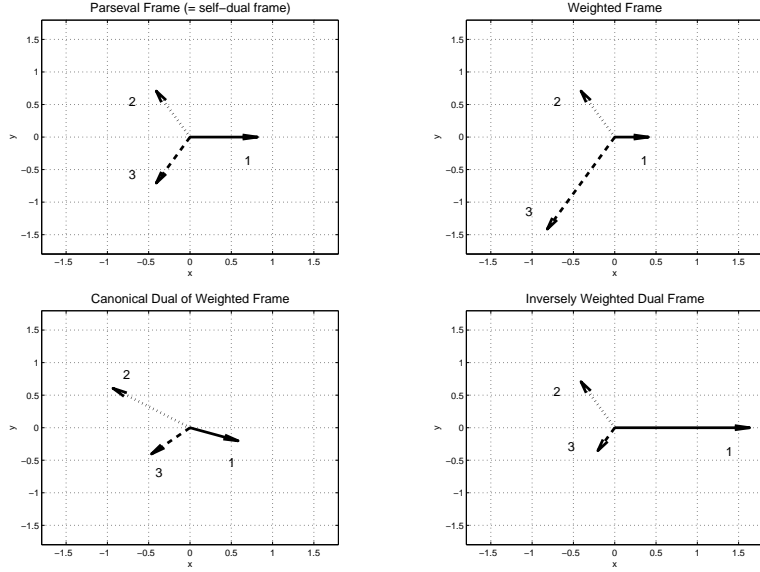 Parseval Frame (= self−dual frame)
1.5
1
0.5
0
−0.5
−1
−1.5
y
2
3
1
−1.5 −1 −0.5 0 0.5 1 1.5
x
Weighted Frame
1.5
1
0.5
0
−0.5
−1
−1.5
y
2
1
3
−1.5 −1 −0.5 0 0.5 1 1.5
x
Canonical Dual of Weighted Frame
1.5
1
0.5
0
−0.5
−1
−1.5
y
2
1
3
−1.5 −1 −0.5 0 0.5 1 1.5
x
Inversely Weighted Dual Frame
1.5
1
0.5
0
−0.5
−1
−1.5
y
2
3
1
−1.5 −1 −0.5 0 0.5 1 1.5
x